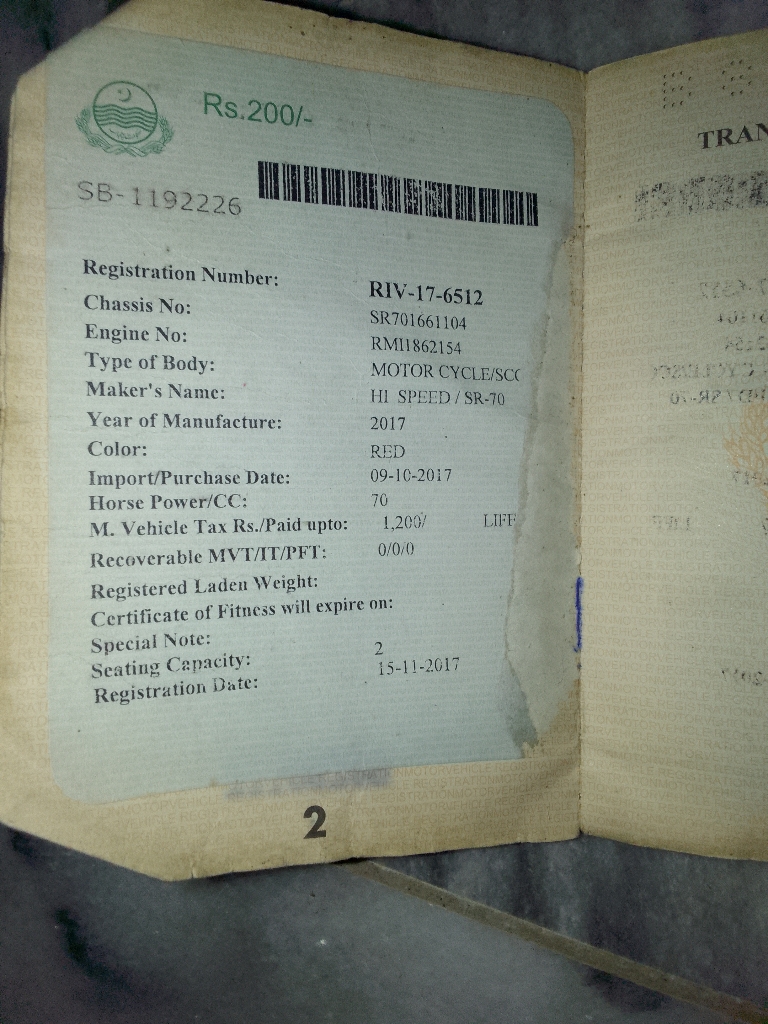 Rs.200/-
SB-1192226
Registration Number: RIV-17-6512
Chassis No: SR701661104
Engine No: RMI1862154
Type of Body: MOTOR CYCLE/SCO
Maker's Name: HI SPEED / SR-70
Year of Manufacture: 2017
Color: RED
Import/Purchase Date: 09-10-2017
Horse Power/CC: 70
M. Vehicle Tax Rs./Paid upto: 1,200/ LIFE
Recoverable MVT/IT/PFT: 0/0/0
Registered Laden Weight:
Certificate of Fitness will expire on:
Special Note:
Seating Capacity: 2
Registration Date: 15-11-2017
2
TRAN